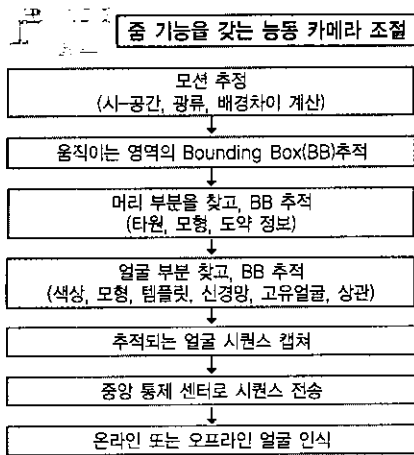 줌 기능을 갖는 능동 카메라 조절
모션 추정
(시-공간, 광류, 배경차이 계산)
움직이는 영역의 Bounding Box(BB)추적
머리 부분을 찾고, BB 추적
(타원, 모형, 도약 정보)
얼굴 부분 찾고, BB 추적
(색상, 모형, 템플릿, 신경망, 고유얼굴, 상관)
추적되는 얼굴 시퀀스 캡쳐
중앙 통제 센터로 시퀀스 전송
온라인 또는 오프라인 얼굴 인식